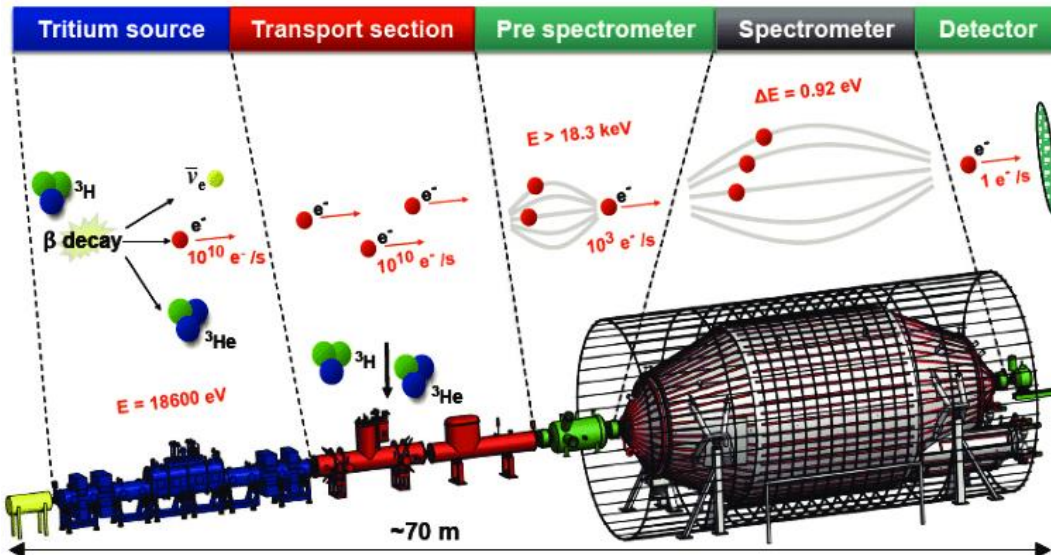 Tritium source
Transport section
Pre spectrometer
Spectrometer
Detector
ΔE = 0.92 eV
E > 18.3 keV
³H
ν̅ₑ
e⁻
β decay
10¹⁰ e⁻/s
³He
e⁻
e⁻
e⁻
10¹⁰ e⁻/s
e⁻
10³ e⁻/s
e⁻
1 e⁻/s
³H
³He
E = 18600 eV
~70 m